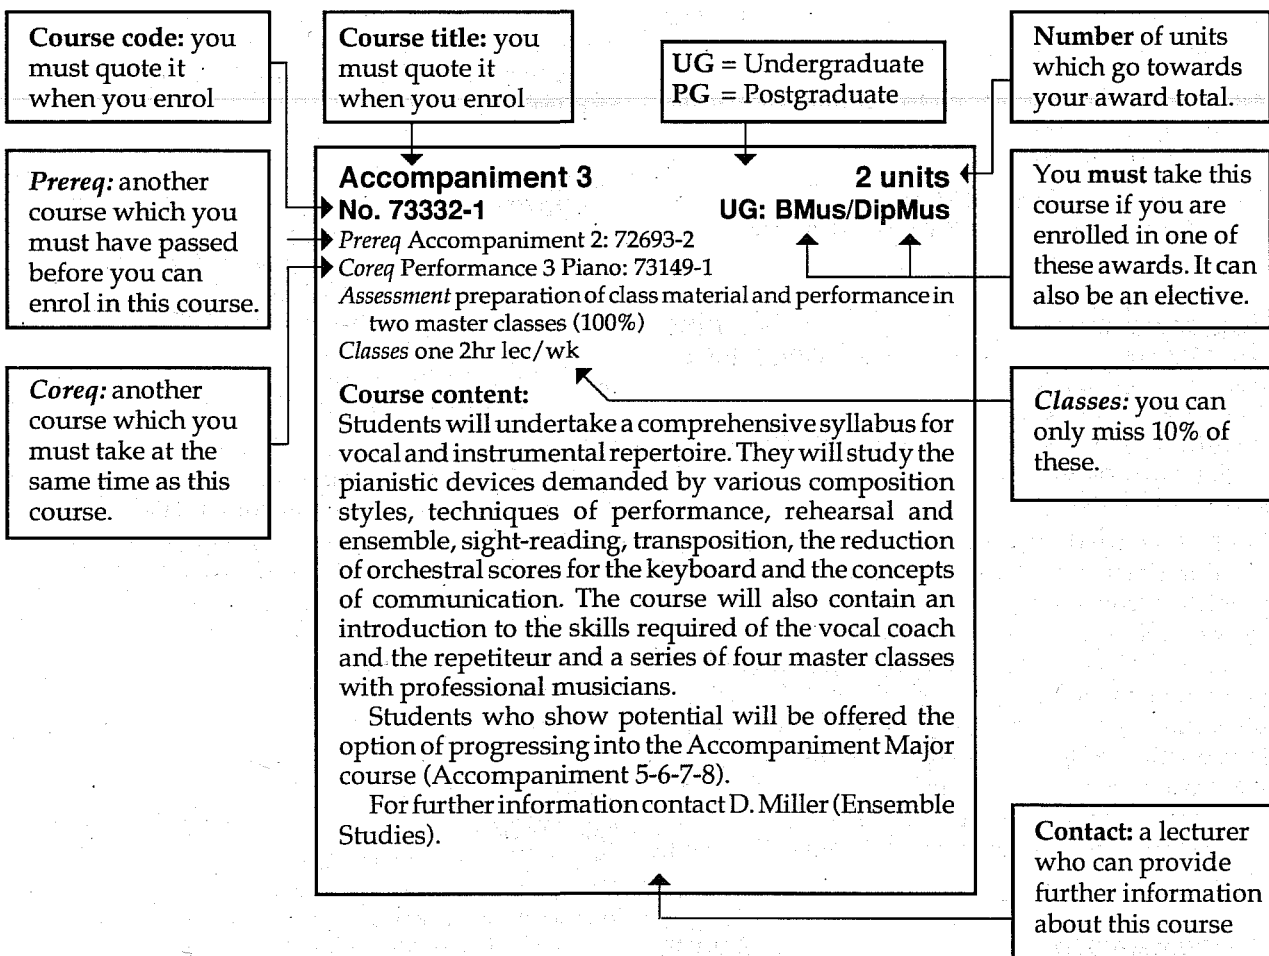 Course code: you
must quote it
when you enrol
Course title: you
must quote it
when you enrol
UG = Undergraduate
PG = Postgraduate
Number of units
which go towards
your award total.
Prereq: another
course which you
must have passed
before you can
enrol in this course.
Coreq: another
course which you
must take at the
same time as this
course.
Accompaniment 3 2 units
No. 73332-1 UG: BMus/DipMus
Prereq Accompaniment 2: 72693-2
Coreq Performance 3 Piano: 73149-1
Assessment preparation of class material and performance in
two master classes (100%)
Classes one 2hr lec/wk
Course content:
Students will undertake a comprehensive syllabus for
vocal and instrumental repertoire. They will study the
pianistic devices demanded by various composition
styles, techniques of performance, rehearsal and
ensemble, sight-reading, transposition, the reduction
of orchestral scores for the keyboard and the concepts
of communication. The course will also contain an
introduction to the skills required of the vocal coach
and the repetiteur and a series of four master classes
with professional musicians.
Students who show potential will be offered the
option of progressing into the Accompaniment Major
course (Accompaniment 5-6-7-8).
For further information contact D. Miller (Ensemble
Studies).
You must take this
course if you are
enrolled in one of
these awards. It can
also be an elective.
Classes: you can
only miss 10% of
these.
Contact: a lecturer
who can provide
further information
about this course